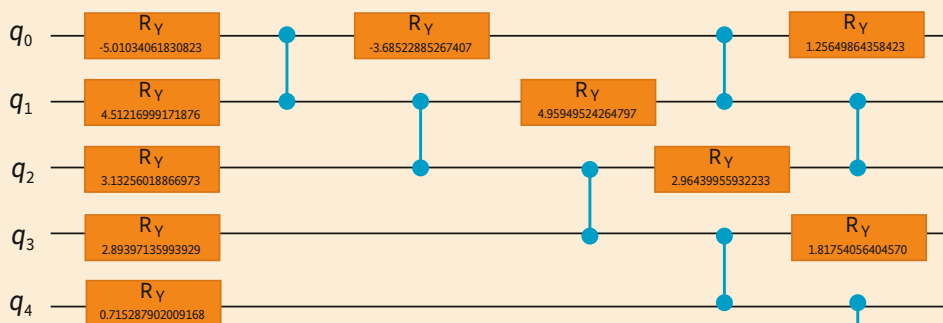 q0 RY RY RY
-5.01034061830823 -3.68522885267407 1.25649864358423
q1 RY RY
4.51216999171876 4.95949524264797
q2 RY RY
3.13256018866973 2.96439955932233
q3 RY RY
2.89397135993929 1.81754056404570
q4 RY
0.715287902009168